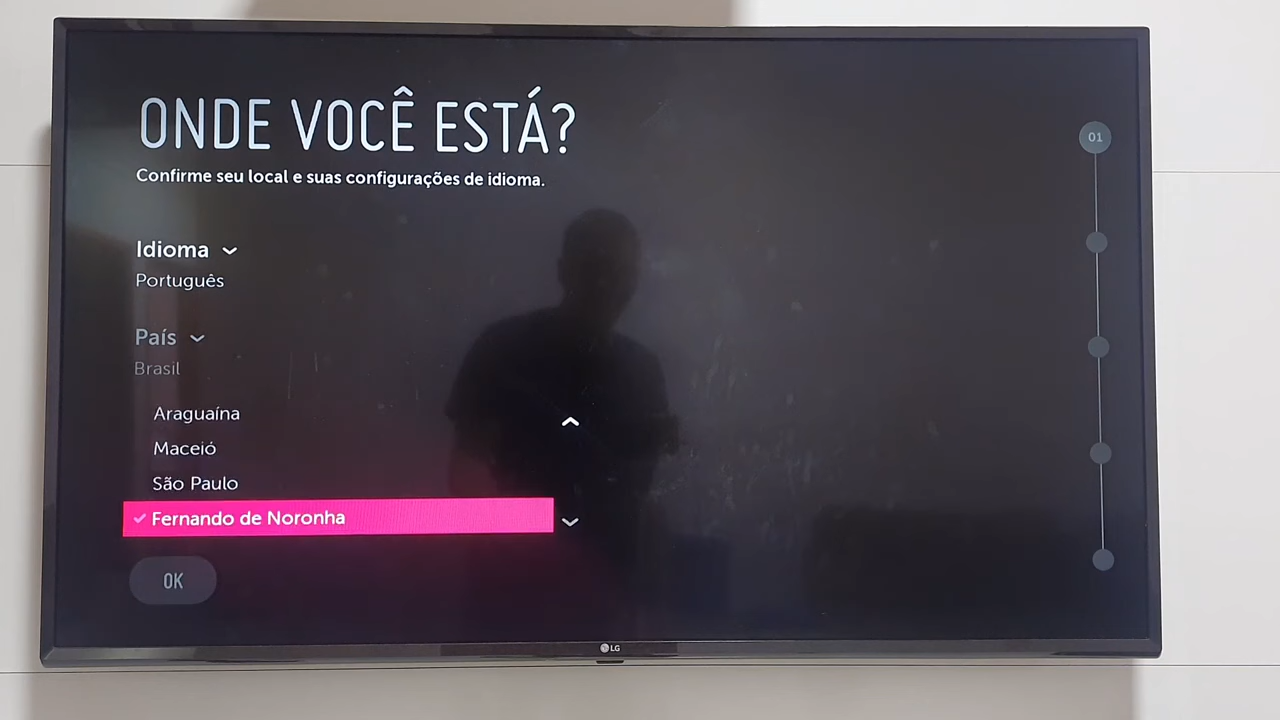 ONDE VOCÊ ESTÁ?
Confirme seu local e suas configurações de idioma.
01
Idioma
Português
País
Brasil
Araguaína
Maceió
São Paulo
Fernando de Noronha
OK
LG